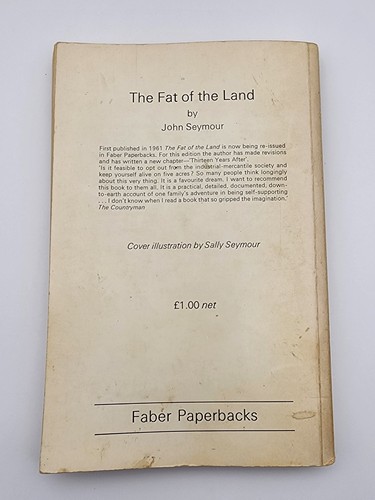 The Fat of the Land
by
John Seymour
First published in 1961 The Fat of the Land is now being re-issued
in Faber Paperbacks. For this edition the author has made revisions
and has written a new chapter—'Thirteen Years After'.
'Is it feasible to opt out from the industrial-mercantile society and
keep yourself alive on five acres? So many people think longingly
about this very thing. It is a favourite dream. I want to recommend
this book to them all. It is a practical, detailed, documented, down-
to-earth account of one family's adventure in being self-supporting
. . . I don't know when I read a book that so gripped the imagination.'
The Countryman
Cover illustration by Sally Seymour
£1.00 net
Faber Paperbacks